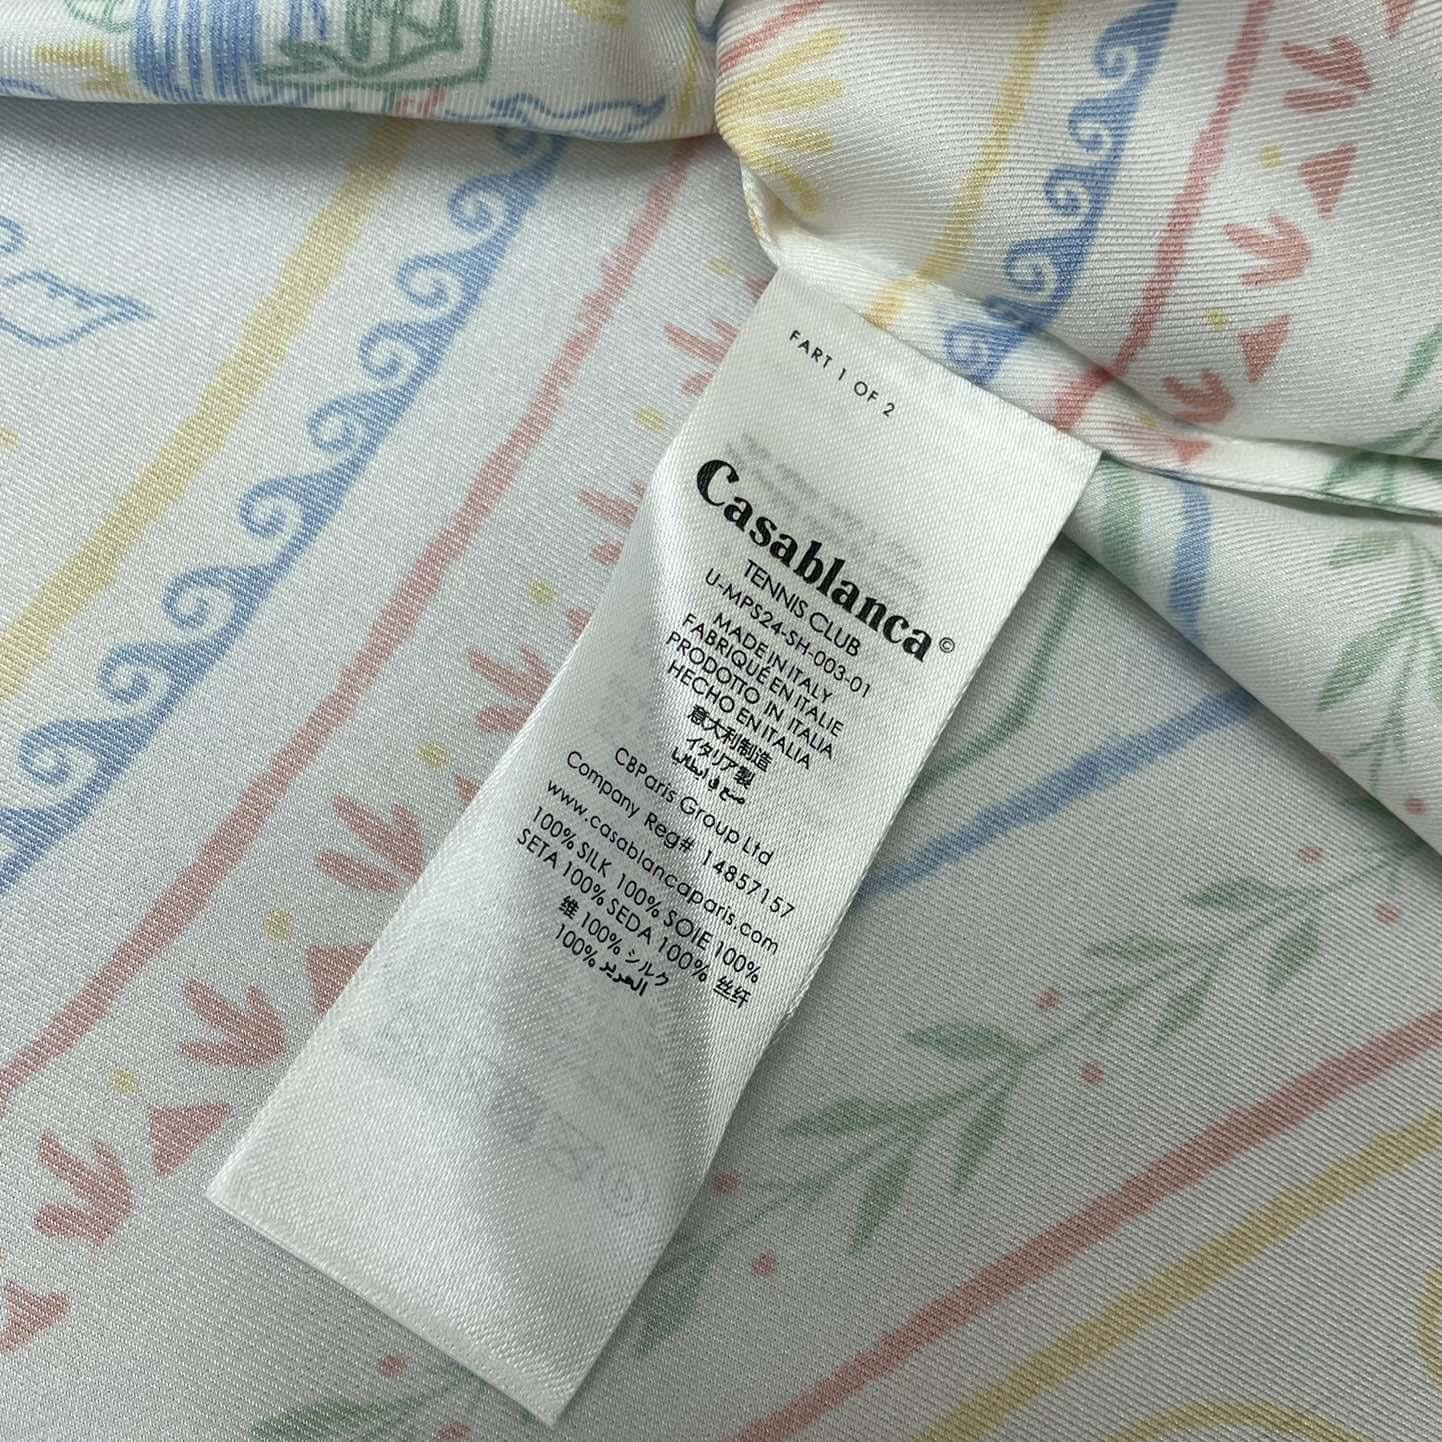 FART 1 OF 2
Casablanca©
TENNIS CLUB
U-MPS24-SH-003-01
MADE IN ITALY
FABRIQUÉ EN ITALIE
PRODOTTO IN ITALIA
HECHO EN ITALIA
意大利制造
イタリア製
صنع في ايطاليا
CBParis Group Ltd
Company Reg# 14857157
www.casablancaparis.com
100% SILK 100% SOIE 100%
SETA 100% SEDA 100% 丝纤
维 100% シルク
100% الحرير